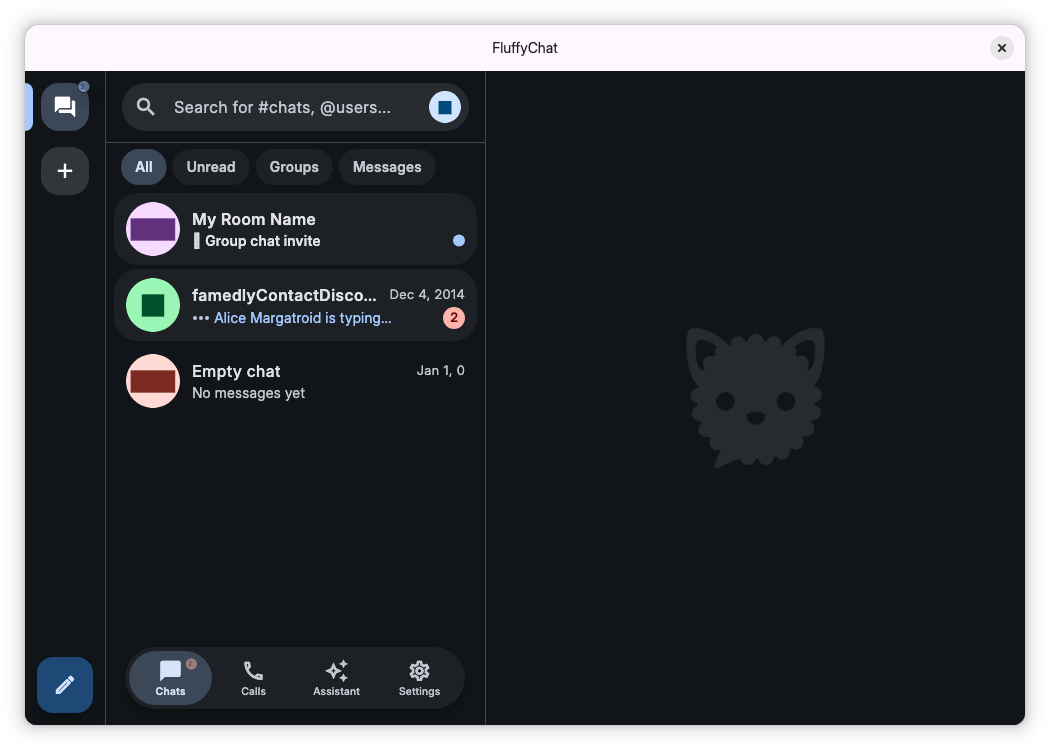 FluffyChat
Search for #chats, @users...
All
Unread
Groups
Messages
My Room Name
Group chat invite
famedlyContactDisco...
Dec 4, 2014
••• Alice Margatroid is typing...
2
Empty chat
Jan 1, 0
No messages yet
Chats
Calls
Assistant
Settings